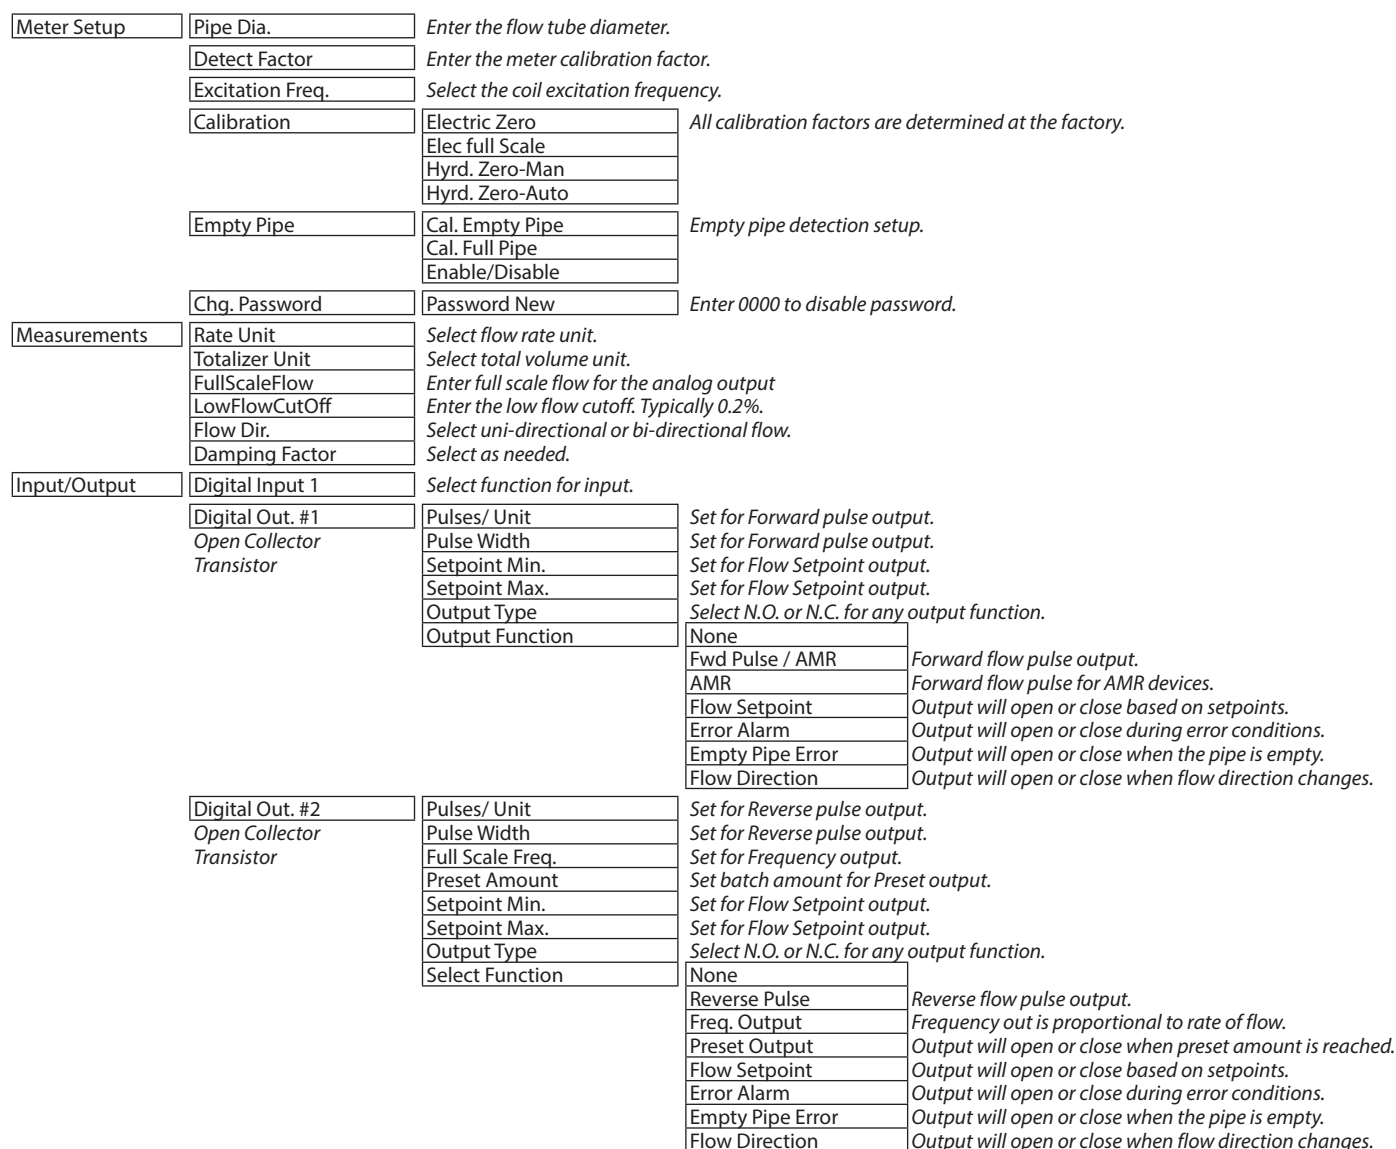 Meter Setup Pipe Dia. Enter the flow tube diameter.
Detect Factor Enter the meter calibration factor.
Excitation Freq. Select the coil excitation frequency.
Calibration Electric Zero All calibration factors are determined at the factory.
Elec full Scale
Hyrd. Zero-Man
Hyrd. Zero-Auto
Empty Pipe Cal. Empty Pipe Empty pipe detection setup.
Cal. Full Pipe
Enable/Disable
Chg. Password Password New Enter 0000 to disable password.
Measurements Rate Unit Select flow rate unit.
Totalizer Unit Select total volume unit.
FullScaleFlow Enter full scale flow for the analog output
LowFlowCutOff Enter the low flow cutoff. Typically 0.2%.
Flow Dir. Select uni-directional or bi-directional flow.
Damping Factor Select as needed.
Input/Output Digital Input 1 Select function for input.
Digital Out. #1 Pulses/ Unit Set for Forward pulse output.
Open Collector Pulse Width Set for Forward pulse output.
Transistor Setpoint Min. Set for Flow Setpoint output.
Setpoint Max. Set for Flow Setpoint output.
Output Type Select N.O. or N.C. for any output function.
Output Function None
Fwd Pulse / AMR Forward flow pulse output.
AMR Forward flow pulse for AMR devices.
Flow Setpoint Output will open or close based on setpoints.
Error Alarm Output will open or close during error conditions.
Empty Pipe Error Output will open or close when the pipe is empty.
Flow Direction Output will open or close when flow direction changes.
Digital Out. #2 Pulses/ Unit Set for Reverse pulse output.
Open Collector Pulse Width Set for Reverse pulse output.
Transistor Full Scale Freq. Set for Frequency output.
Preset Amount Set batch amount for Preset output.
Setpoint Min. Set for Flow Setpoint output.
Setpoint Max. Set for Flow Setpoint output.
Output Type Select N.O. or N.C. for any output function.
Select Function None
Reverse Pulse Reverse flow pulse output.
Freq. Output Frequency out is proportional to rate of flow.
Preset Output Output will open or close when preset amount is reached.
Flow Setpoint Output will open or close based on setpoints.
Error Alarm Output will open or close during error conditions.
Empty Pipe Error Output will open or close when the pipe is empty.
Flow Direction Output will open or close when flow direction changes.